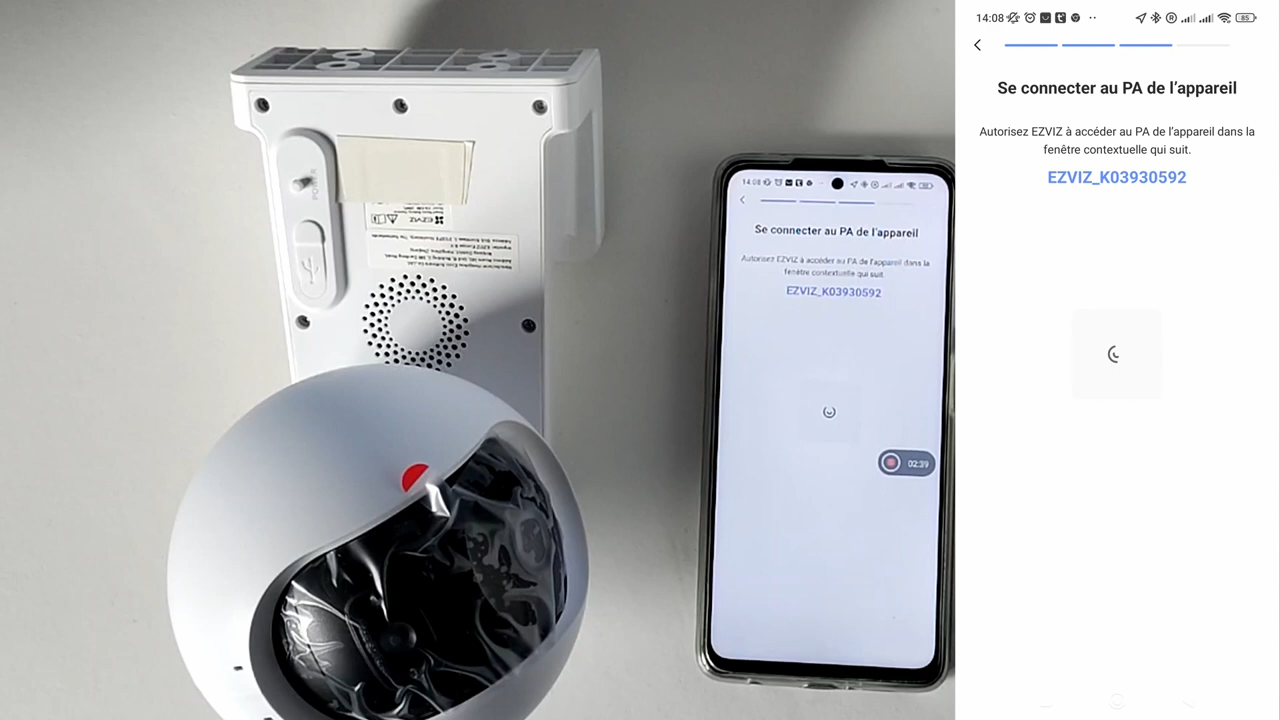 POWER
EZVIZ
14:08
Se connecter au PA de l'appareil
Autorisez EZVIZ à accéder au PA de l'appareil dans la
fenêtre contextuelle qui suit.
EZVIZ_K03930592
02:39
14:08
85
Se connecter au PA de l'appareil
Autorisez EZVIZ à accéder au PA de l'appareil dans la
fenêtre contextuelle qui suit.
EZVIZ_K03930592